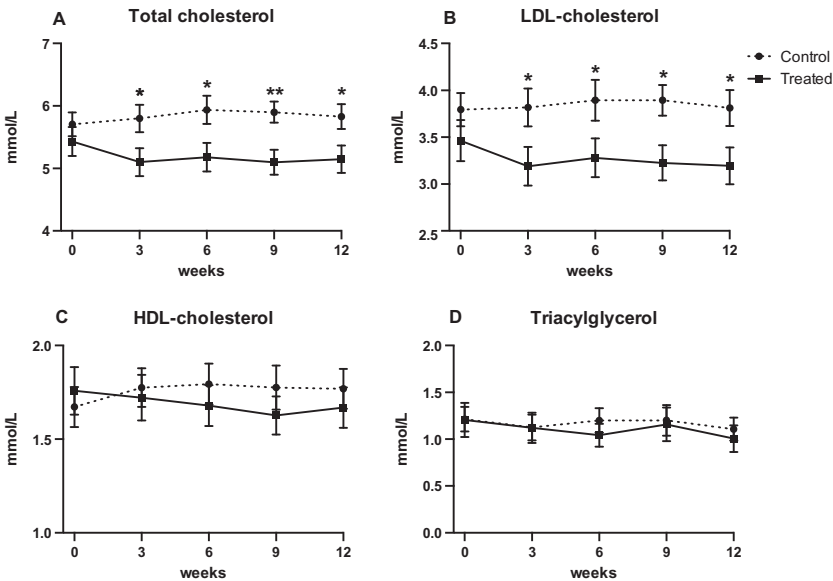 A Total cholesterol
7
6
5
4
mmol/L
* * ** *
0 3 6 9 12
weeks
B LDL-cholesterol
4.5
4.0
3.5
3.0
2.5
mmol/L
* * * *
0 3 6 9 12
weeks
Control
Treated
C HDL-cholesterol
2.0
1.5
1.0
mmol/L
0 3 6 9 12
weeks
D Triacylglycerol
2.0
1.5
1.0
0.5
0.0
mmol/L
0 3 6 9 12
weeks